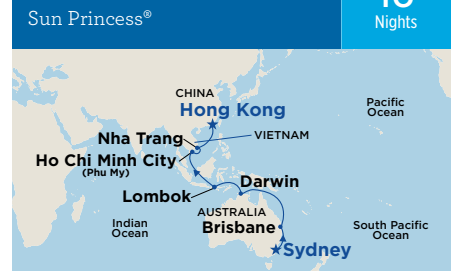 Sun Princess®
Nights
CHINA
Hong Kong
Pacific
Ocean
Nha Trang
VIETNAM
Ho Chi Minh City
(Phu My)
Darwin
Lombok
AUSTRALIA
Indian
Ocean
Brisbane
South Pacific
Ocean
Sydney